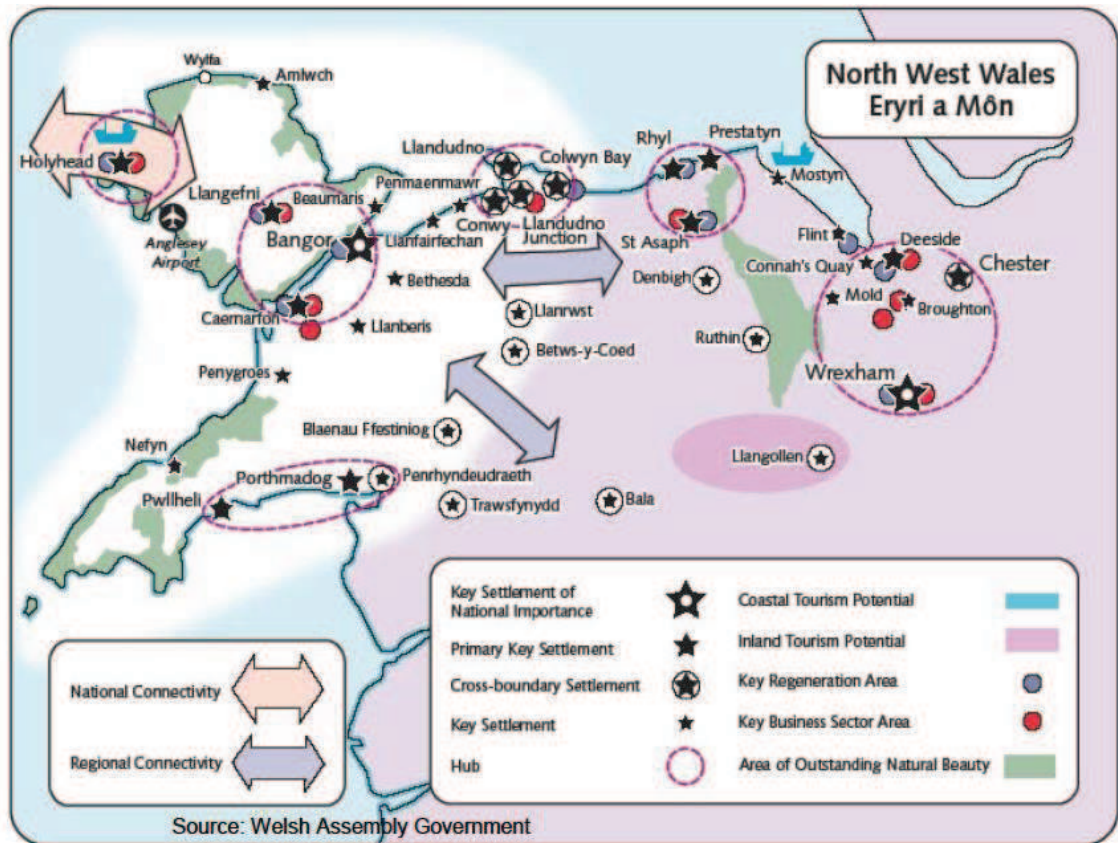 North West Wales
Eryri a Môn
Wylfa
Amlwch
Holyhead
Llangefni
Beaumaris
Bangor
Anglesey
Airport
Caernarfon
Penmaenmawr
Llanfairfechan
Llandudno
Colwyn Bay
Conwy
Llandudno
Junction
Bethesda
Llanberis
Llanrwst
Betws-y-Coed
Penygroes
Nefyn
Pwllheli
Porthmadog
Blaenau Ffestiniog
Penrhyndeudraeth
Trawsfynydd
Bala
Rhyl
Prestatyn
Mostyn
St Asaph
Denbigh
Ruthin
Flint
Connah's Quay
Deeside
Chester
Mold
Broughton
Wrexham
Llangollen
National Connectivity
Regional Connectivity
Key Settlement of
National Importance
Primary Key Settlement
Cross-boundary Settlement
Key Settlement
Hub
Coastal Tourism Potential
Inland Tourism Potential
Key Regeneration Area
Key Business Sector Area
Area of Outstanding Natural Beauty
Source: Welsh Assembly Government